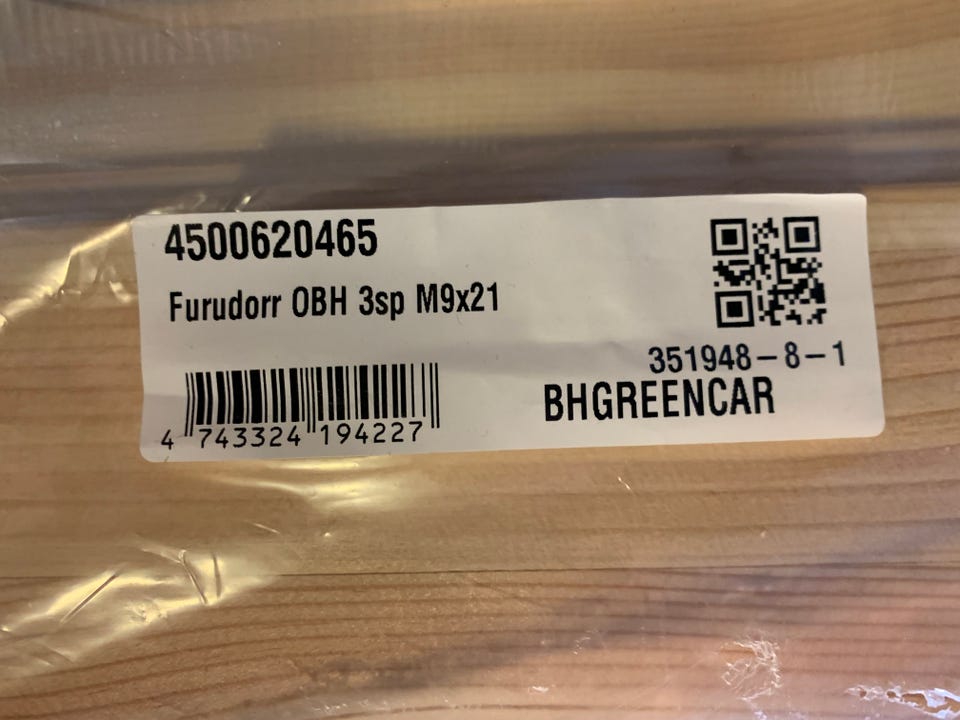 4500620465
Furudorr OBH 3sp M9x21
351948-8-1
BHGREENCAR
4 743324 194227